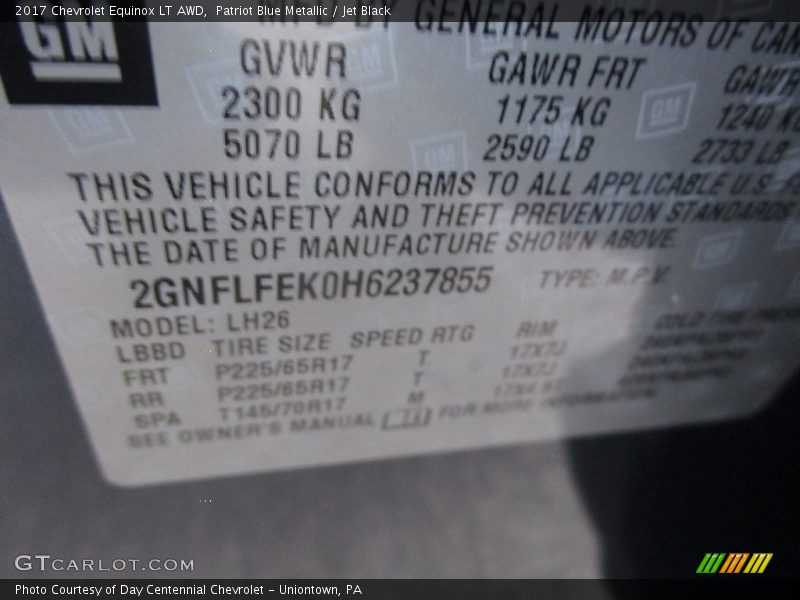 2017 Chevrolet Equinox LT AWD, Patriot Blue Metallic / Jet Black
BY GENERAL MOTORS OF CAN
GM
GVWR GAWR FRT GAWR
2300 KG 1175 KG 1240 KG
5070 LB 2590 LB 2733 LB
THIS VEHICLE CONFORMS TO ALL APPLICABLE U.S. F
VEHICLE SAFETY AND THEFT PREVENTION STANDARDS
THE DATE OF MANUFACTURE SHOWN ABOVE.
2GNFLFEK0H6237855 TYPE: M.P.V.
MODEL: LH26
LBBD TIRE SIZE SPEED RTG RIM COLD TIRE PRESS
FRT P225/65R17 T 17X7J
RR P225/65R17 T 17X7J
SPA T145/70R17 M
SEE OWNER'S MANUAL FOR MORE INFORMATION.
GTCARLOT.COM
Photo Courtesy of Day Centennial Chevrolet - Uniontown, PA